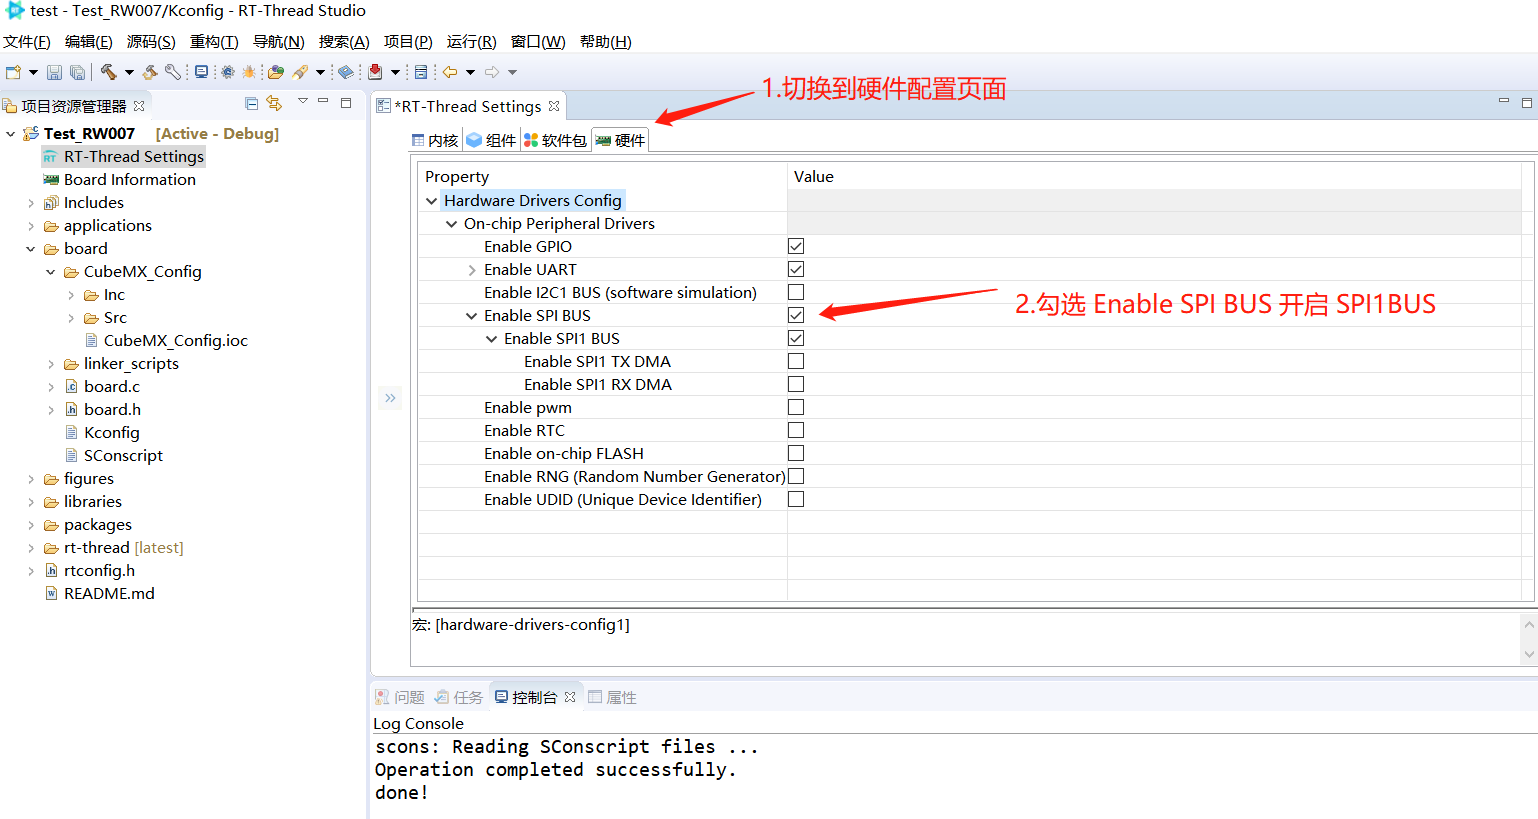 test - Test_RW007/Kconfig - RT-Thread Studio
文件(F) 编辑(E) 源码(S) 重构(T) 导航(N) 搜索(A) 项目(P) 运行(R) 窗口(W) 帮助(H)
项目资源管理器
Test_RW007 [Active - Debug]
RT-Thread Settings
Board Information
Includes
applications
board
CubeMX_Config
Inc
Src
CubeMX_Config.ioc
linker_scripts
board.c
board.h
Kconfig
SConscript
figures
libraries
packages
rt-thread [latest]
rtconfig.h
README.md
*RT-Thread Settings
1.切换到硬件配置页面
内核 组件 软件包 硬件
Property Value
Hardware Drivers Config
On-chip Peripheral Drivers
Enable GPIO
Enable UART
Enable I2C1 BUS (software simulation)
Enable SPI BUS
2.勾选 Enable SPI BUS 开启 SPI1BUS
Enable SPI1 BUS
Enable SPI1 TX DMA
Enable SPI1 RX DMA
Enable pwm
Enable RTC
Enable on-chip FLASH
Enable RNG (Random Number Generator)
Enable UDID (Unique Device Identifier)
宏: [hardware-drivers-config1]
问题 任务 控制台 属性
Log Console
scons: Reading SConscript files ...
Operation completed successfully.
done!